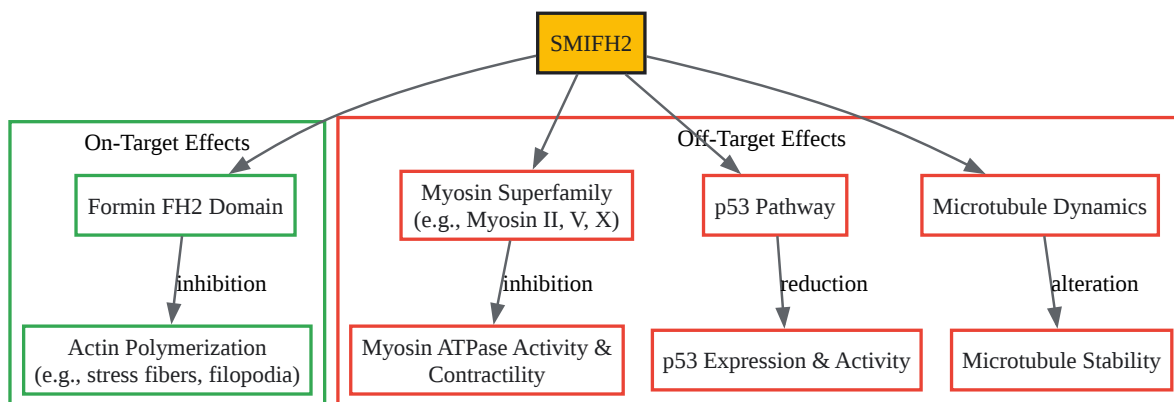 SMIFH2
On-Target Effects
Off-Target Effects
Formin FH2 Domain
Myosin Superfamily
(e.g., Myosin II, V, X)
p53 Pathway
Microtubule Dynamics
inhibition
inhibition
reduction
alteration
Actin Polymerization
(e.g., stress fibers, filopodia)
Myosin ATPase Activity &
Contractility
p53 Expression & Activity
Microtubule Stability